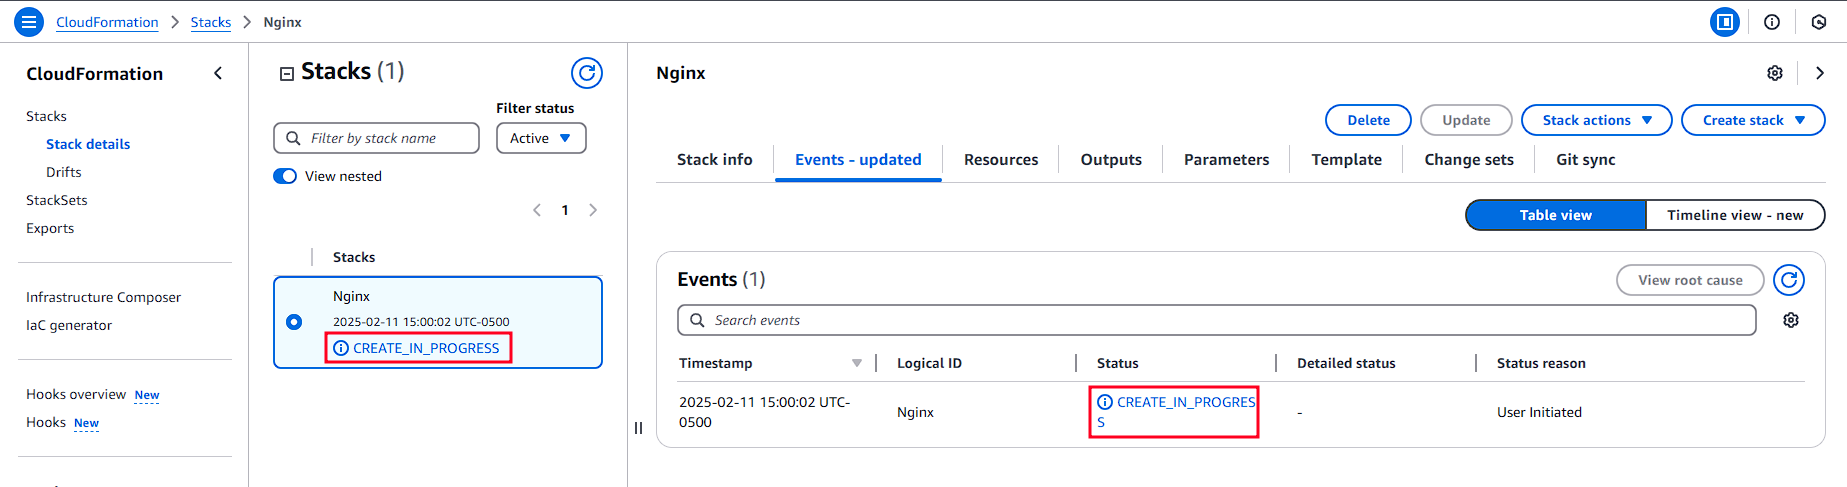 CloudFormation > Stacks > Nginx
CloudFormation
Stacks
Stack details
Drifts
StackSets
Exports
Infrastructure Composer
IaC generator
Hooks overview New
Hooks New
Stacks (1)
Filter status
Filter by stack name
Active
View nested
1
Stacks
Nginx
2025-02-11 15:00:02 UTC-0500
CREATE_IN_PROGRESS
Nginx
Delete Update Stack actions Create stack
Stack info Events - updated Resources Outputs Parameters Template Change sets Git sync
Table view Timeline view - new
Events (1)
View root cause
Search events
Timestamp Logical ID Status Detailed status Status reason
2025-02-11 15:00:02 UTC-
0500
Nginx
CREATE_IN_PROGRES
S
-
User Initiated